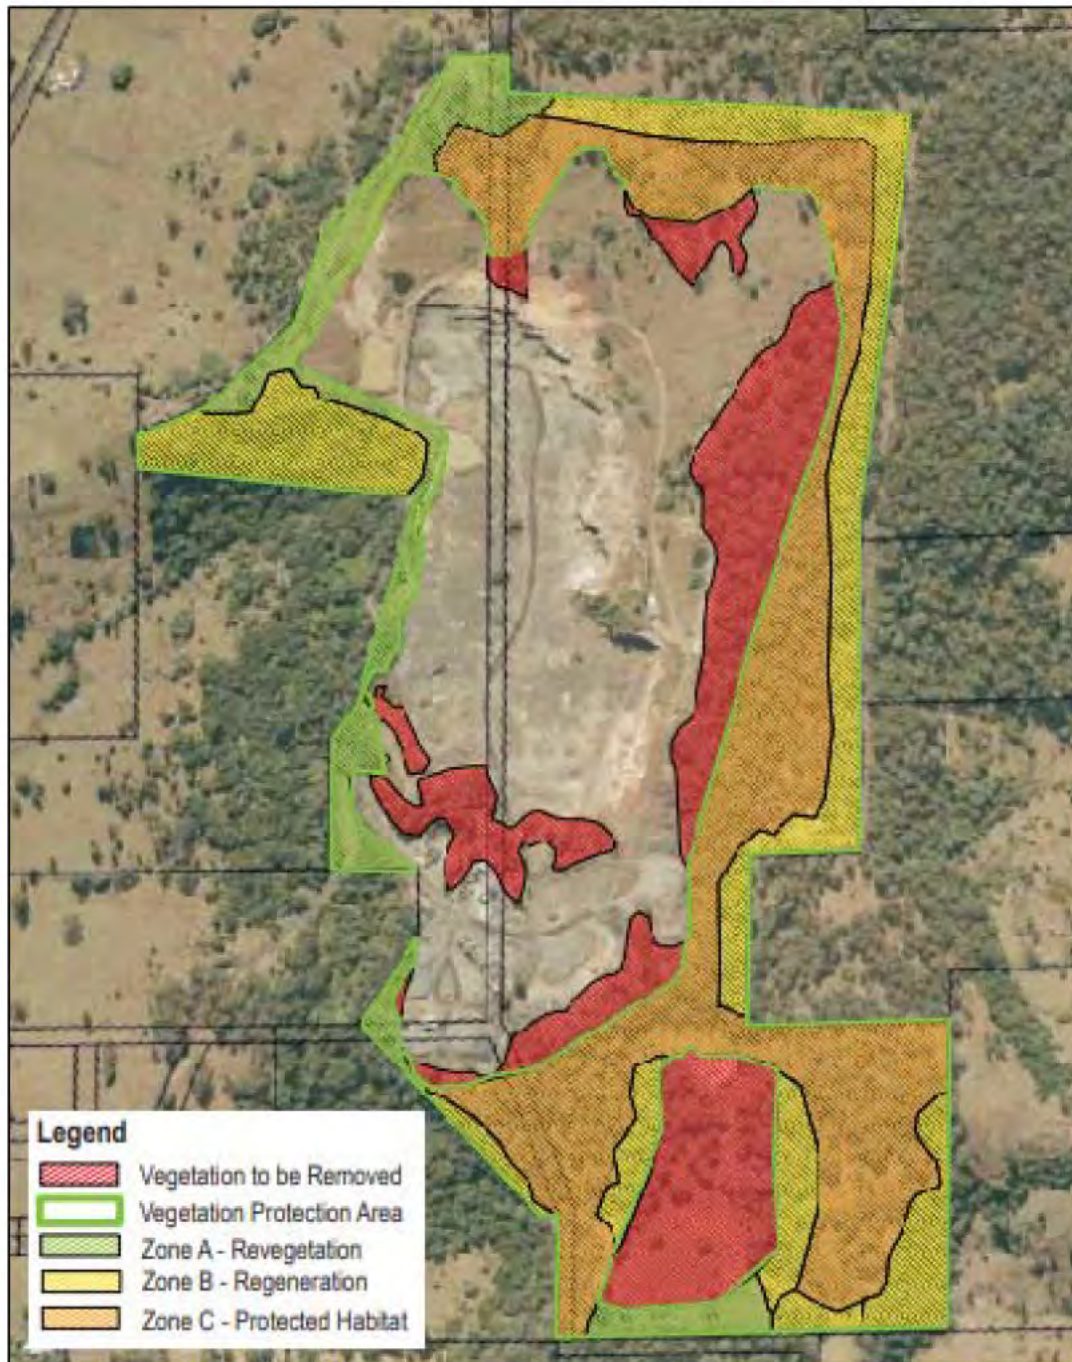 Legend
Vegetation to be Removed
Vegetation Protection Area
Zone A - Revegetation
Zone B - Regeneration
Zone C - Protected Habitat